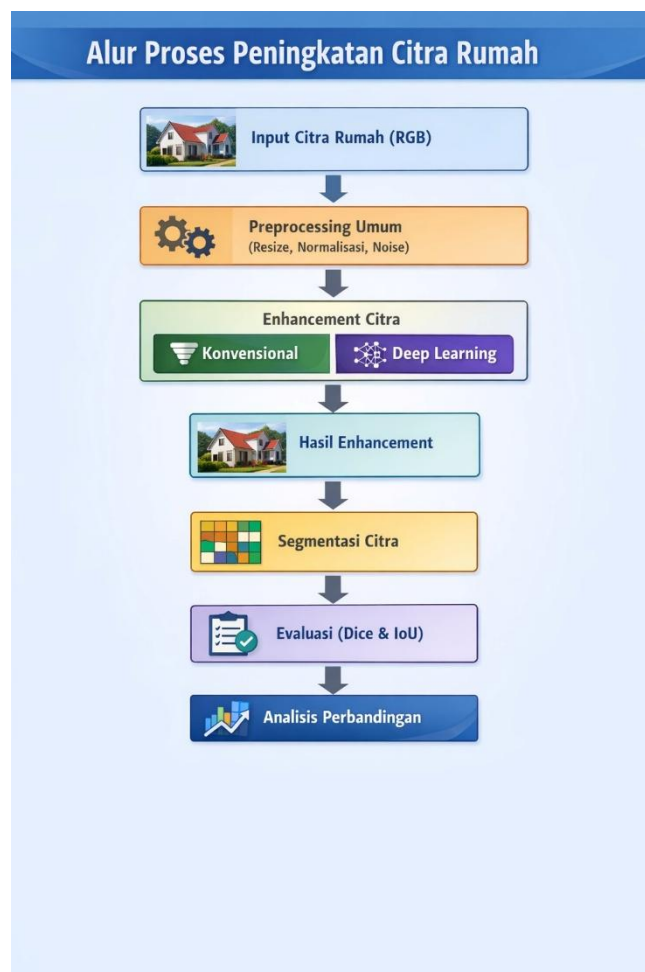 Alur Proses Peningkatan Citra Rumah
Input Citra Rumah (RGB)
Preprocessing Umum
(Resize, Normalisasi, Noise)
Enhancement Citra
Konvensional
Deep Learning
Hasil Enhancement
Segmentasi Citra
Evaluasi (Dice & IoU)
Analisis Perbandingan